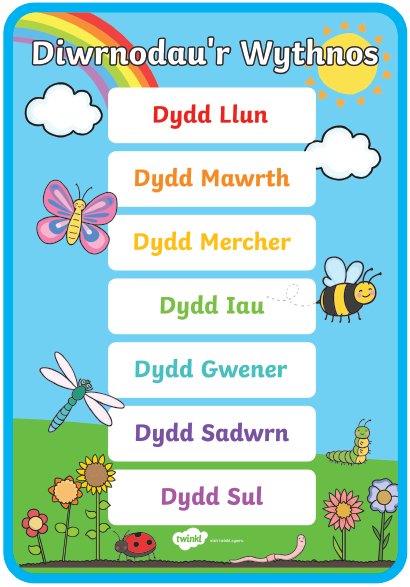 Diwrnodau'r Wythnos
Dydd Llun
Dydd Mawrth
Dydd Mercher
Dydd Iau
Dydd Gwener
Dydd Sadwrn
Dydd Sul
twinkl